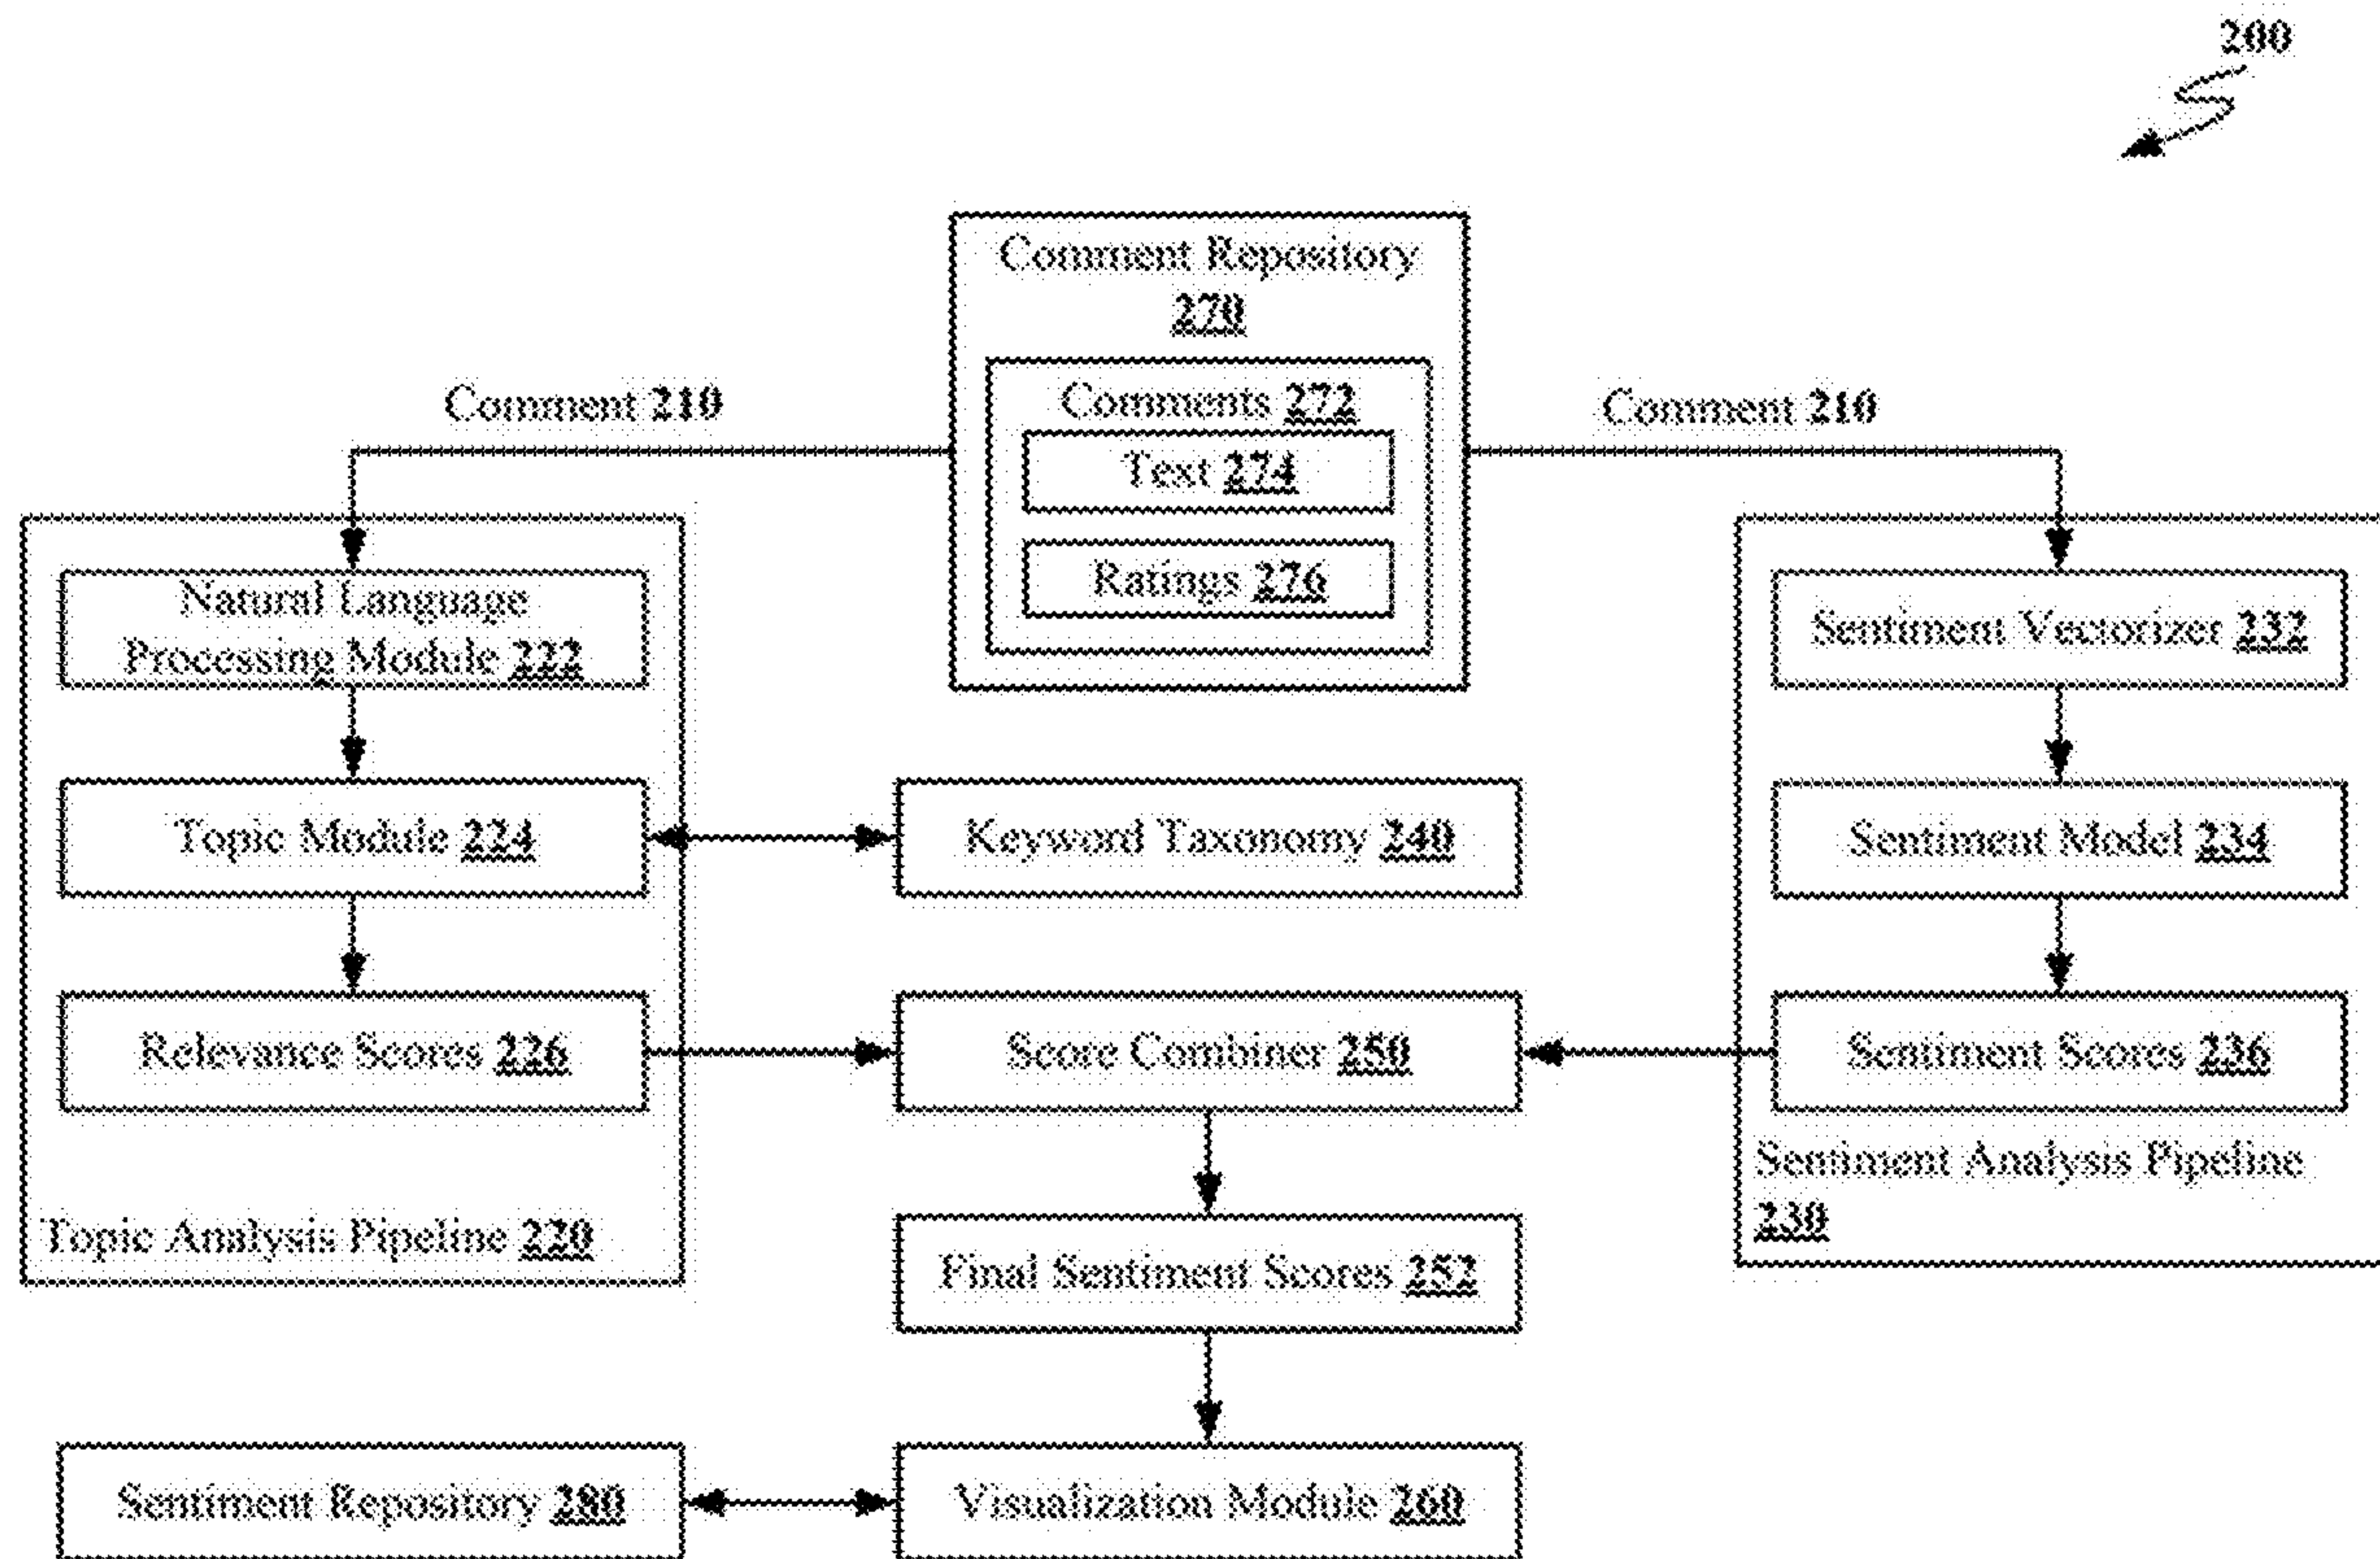 200
Comment Repository
270
Comment 210
Comments 272
Comment 210
Text 274
Ratings 276
Natural Language
Processing Module 222
Sentiment Vectorizer 232
Topic Module 224
Keyword Taxonomy 240
Sentiment Model 234
Relevance Scores 226
Score Combiner 250
Sentiment Scores 236
Sentiment Analysis Pipeline
230
Topic Analysis Pipeline 220
Final Sentiment Scores 252
Sentiment Repository 280
Visualization Module 260